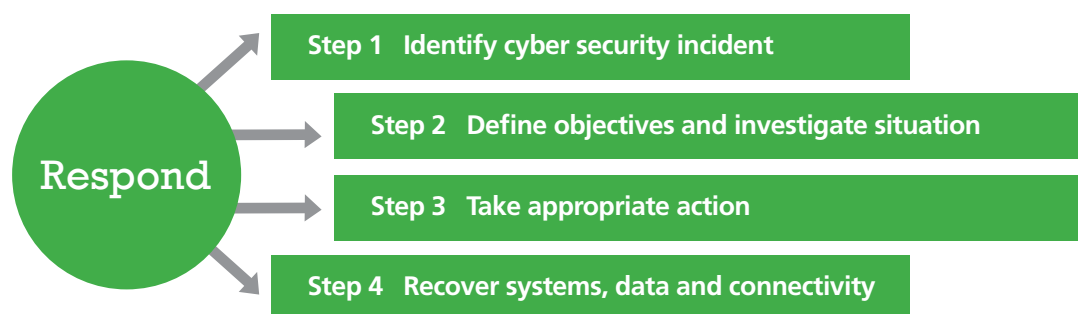 Respond
Step 1 Identify cyber security incident
Step 2 Define objectives and investigate situation
Step 3 Take appropriate action
Step 4 Recover systems, data and connectivity